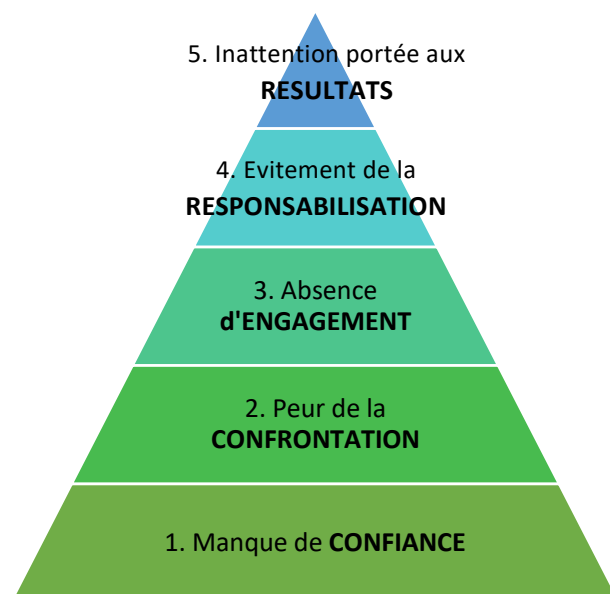 5. Inattention portée aux
RESULTATS
4. Evitement de la
RESPONSABILISATION
3. Absence
d'ENGAGEMENT
2. Peur de la
CONFRONTATION
1. Manque de CONFIANCE